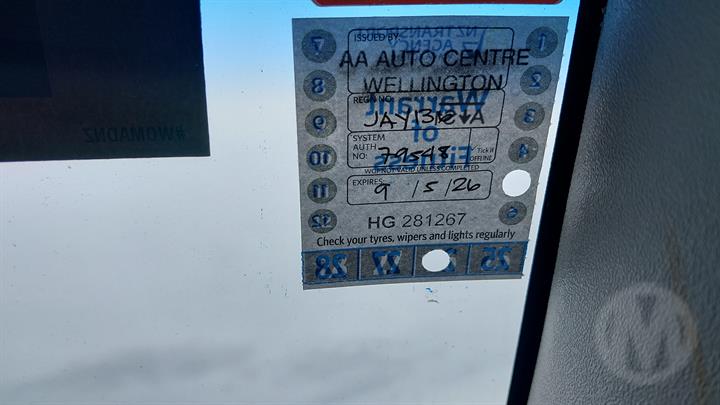 ISSUED BY
AA AUTO CENTRE
WELLINGTON
REGN NO:
SYSTEM
AUTH
NO: 79548
Tick if
OFFLINE
WOF NOT VALID UNLESS COMPLETED
EXPIRES: 9 / 5 / 26
HG 281267
Check your tyres, wipers and lights regularly
NZ TRANSPORT
AGENCY
Warrant
of
Fitness
7 1
8 2
9 3
10 4
11
12 6
28 27 25
#WOMADNZ
M